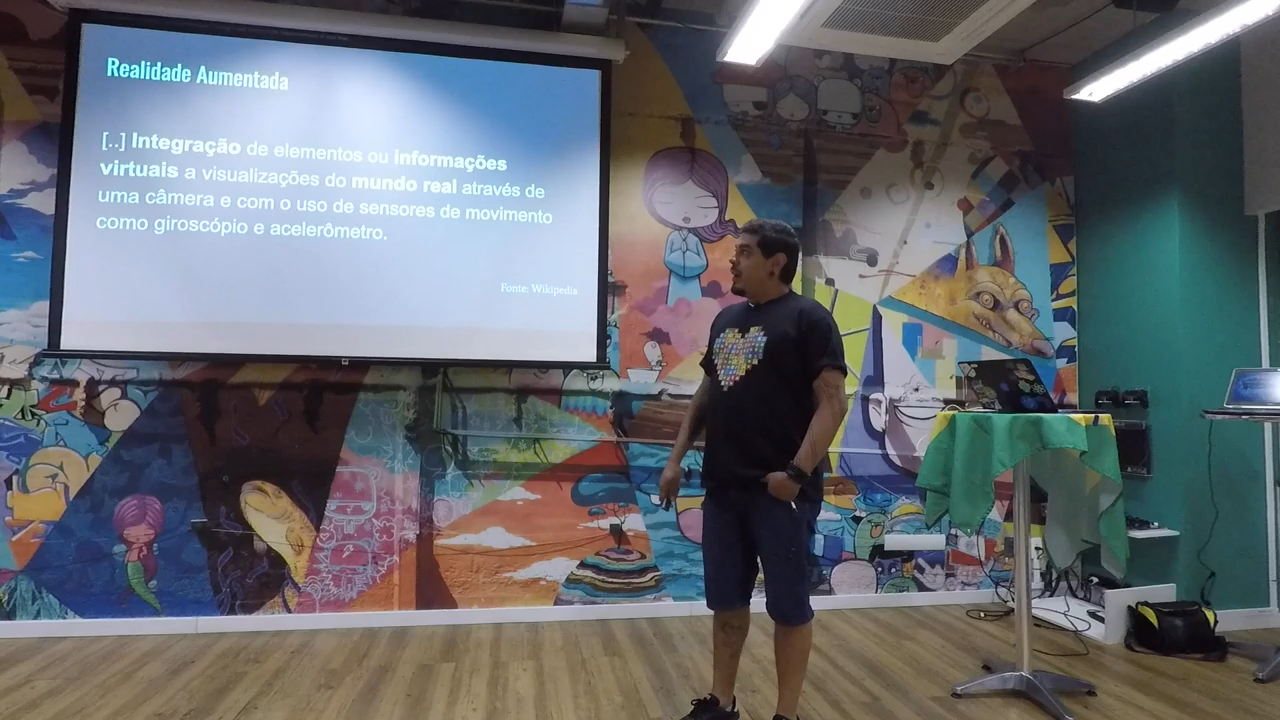 Realidade Aumentada
[..] Integração de elementos ou informações
virtuais a visualizações do mundo real através de
uma câmera e com o uso de sensores de movimento
como giroscópio e acelerômetro.
Fonte: Wikipedia